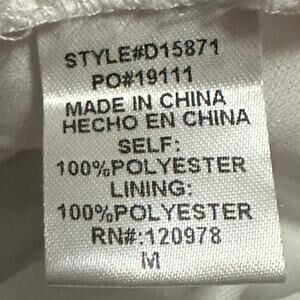 STYLE#D15871
PO#19111
MADE IN CHINA
HECHO EN CHINA
SELF:
100%POLYESTER
LINING:
100%POLYESTER
RN#:120978
M